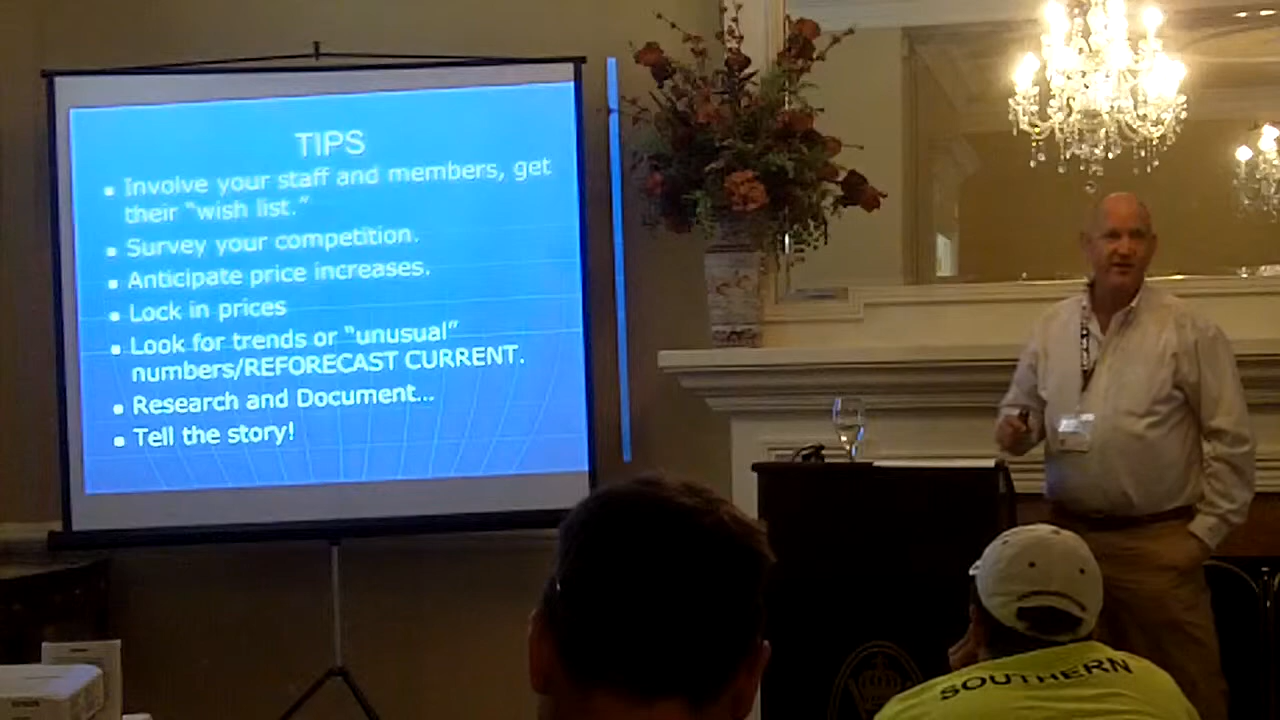 TIPS
Involve your staff and members, get
their “wish list.”
Survey your competition.
Anticipate price increases.
Lock in prices
Look for trends or “unusual”
numbers/REFORECAST CURRENT.
Research and Document...
Tell the story!
SOUTHERN